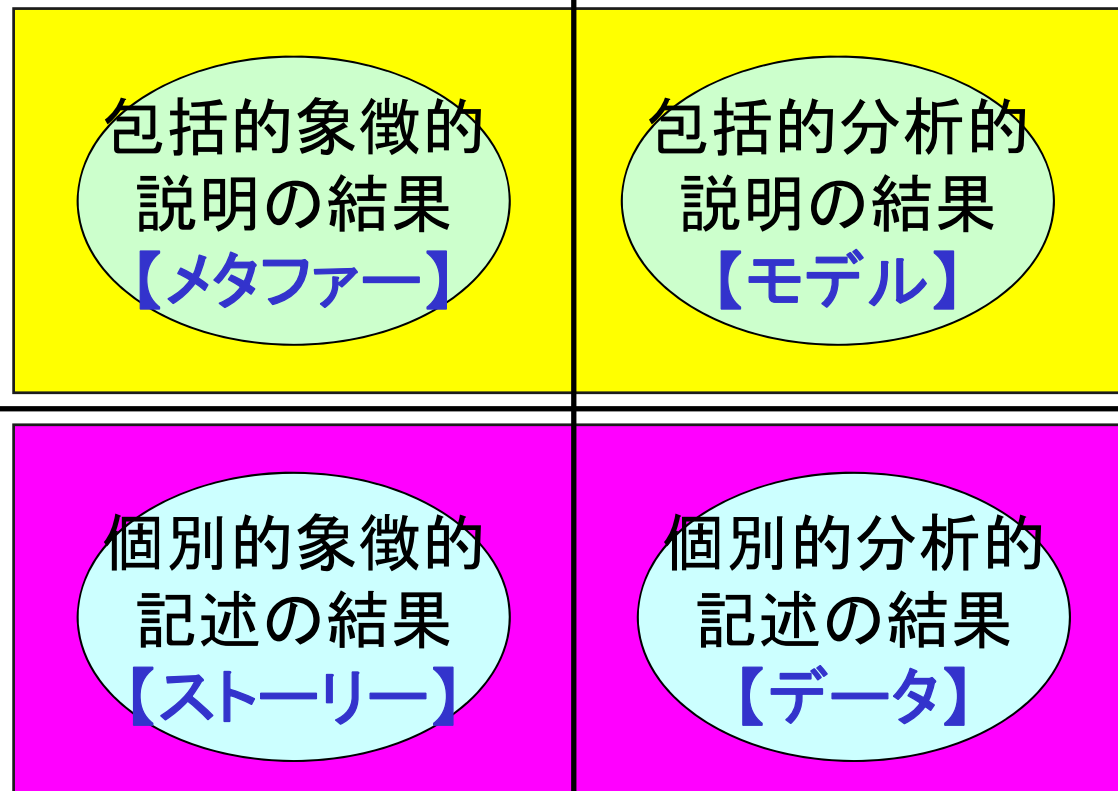 包括的象徴的
説明の結果
【メタファー】
包括的分析的
説明の結果
【モデル】
個別的象徴的
記述の結果
【ストーリー】
個別的分析的
記述の結果
【データ】